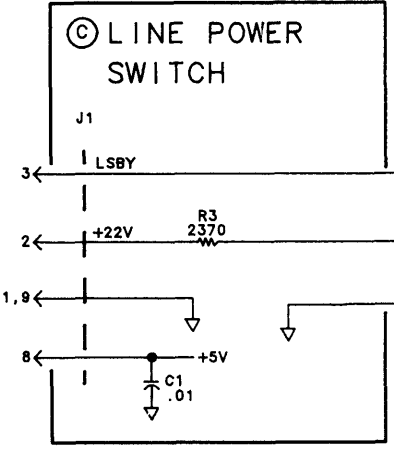 Ⓒ LINE POWER
SWITCH
J1
3 LSBY
R3
2370
2 +22V
1,9
8 +5V
C1
.01